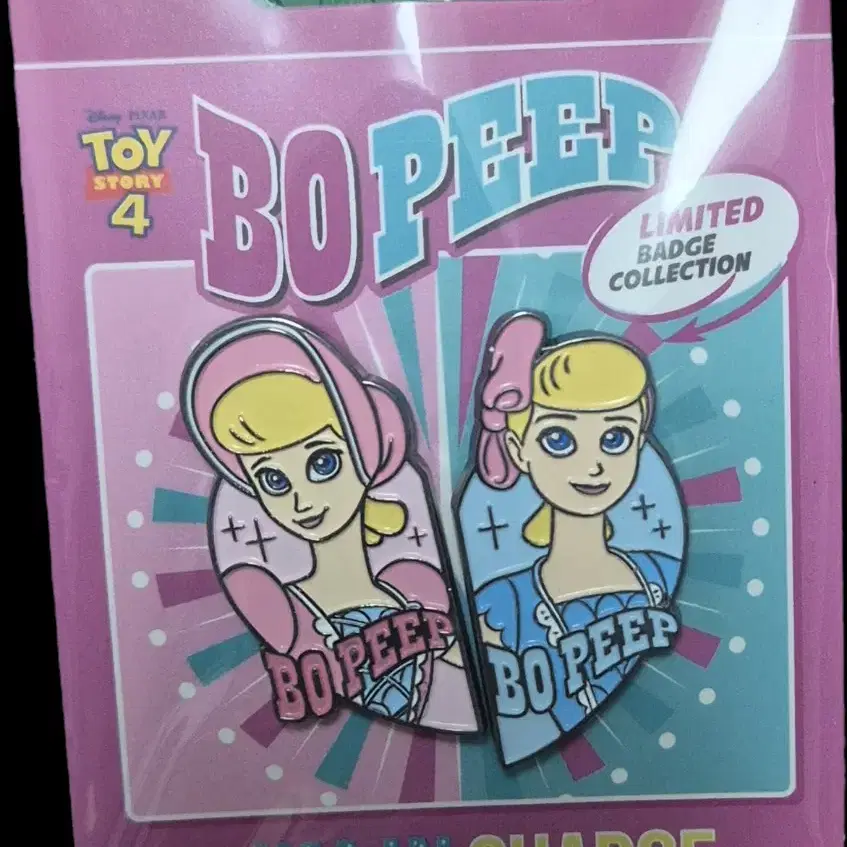 Disney PIXAR
TOY
STORY
4
BO PEEP
LIMITED
BADGE
COLLECTION
BO PEEP
BO PEEP